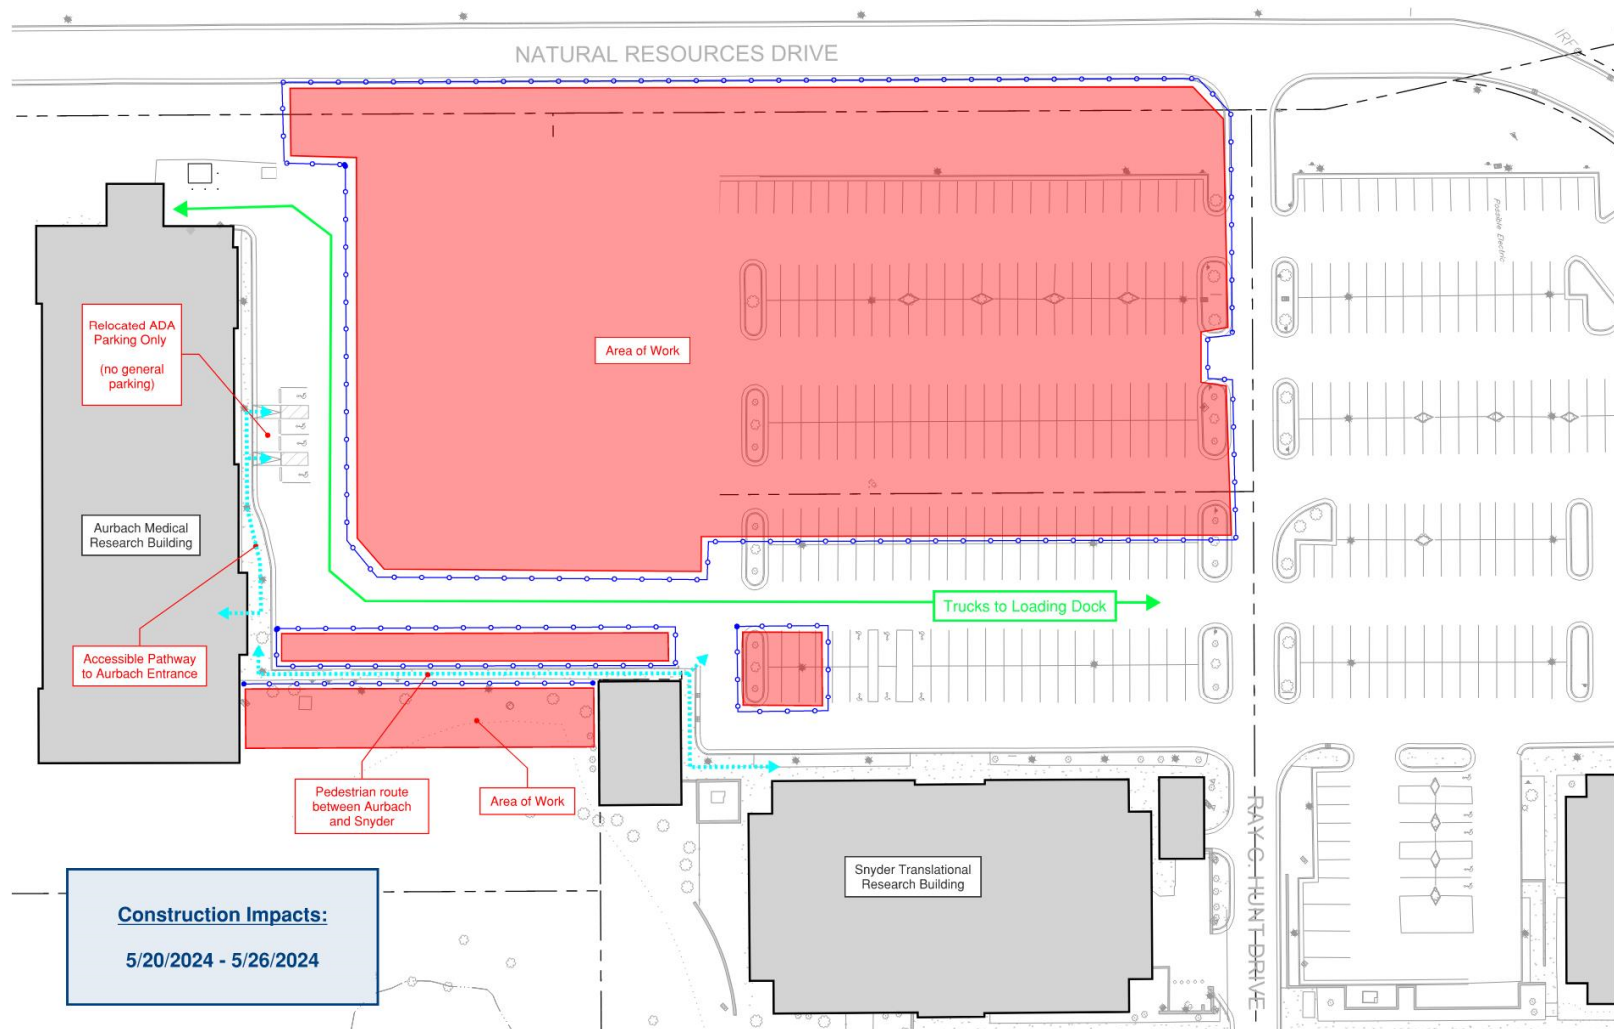 NATURAL RESOURCES DRIVE
Possible Electric
Relocated ADA
Parking Only
(no general
parking)
Area of Work
Aurbach Medical
Research Building
Trucks to Loading Dock
Accessible Pathway
to Aurbach Entrance
Pedestrian route
between Aurbach
and Snyder
Area of Work
Snyder Translational
Research Building
RAY C. HUNT DRIVE
Construction Impacts:
5/20/2024 - 5/26/2024